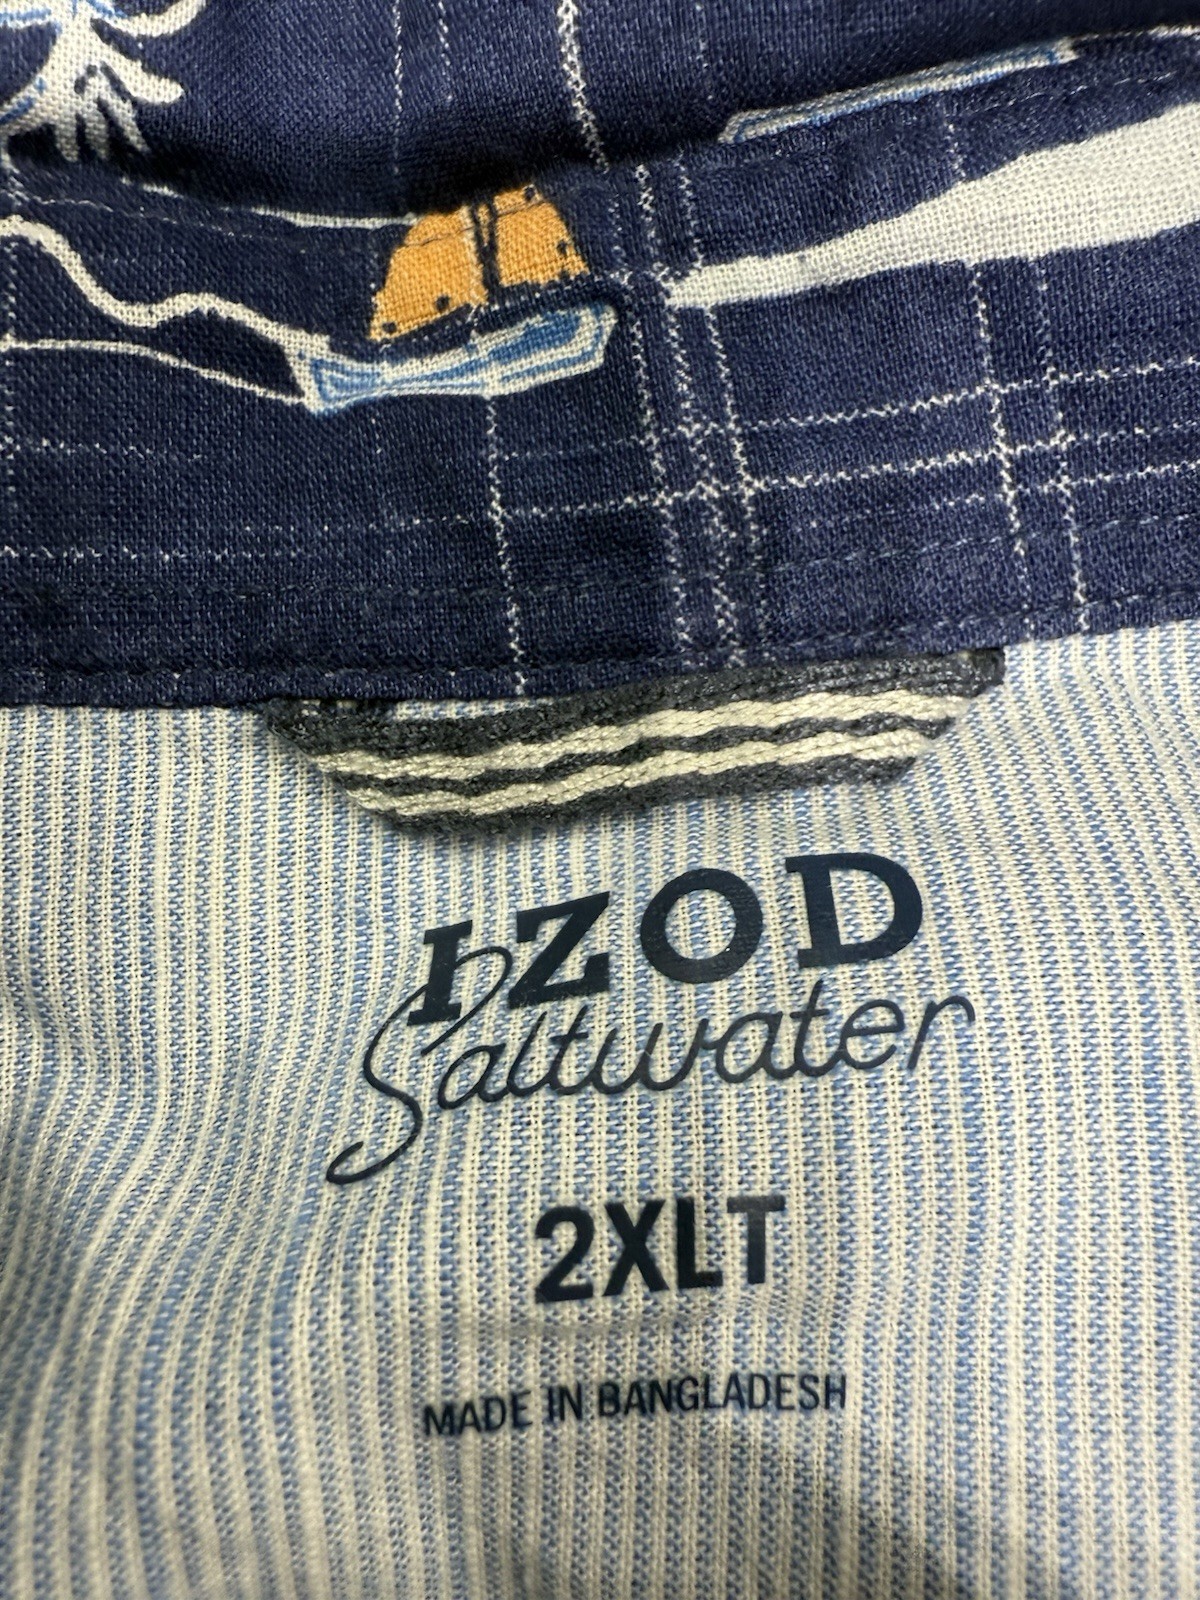 IZOD
Saltwater
2XLT
MADE IN BANGLADESH